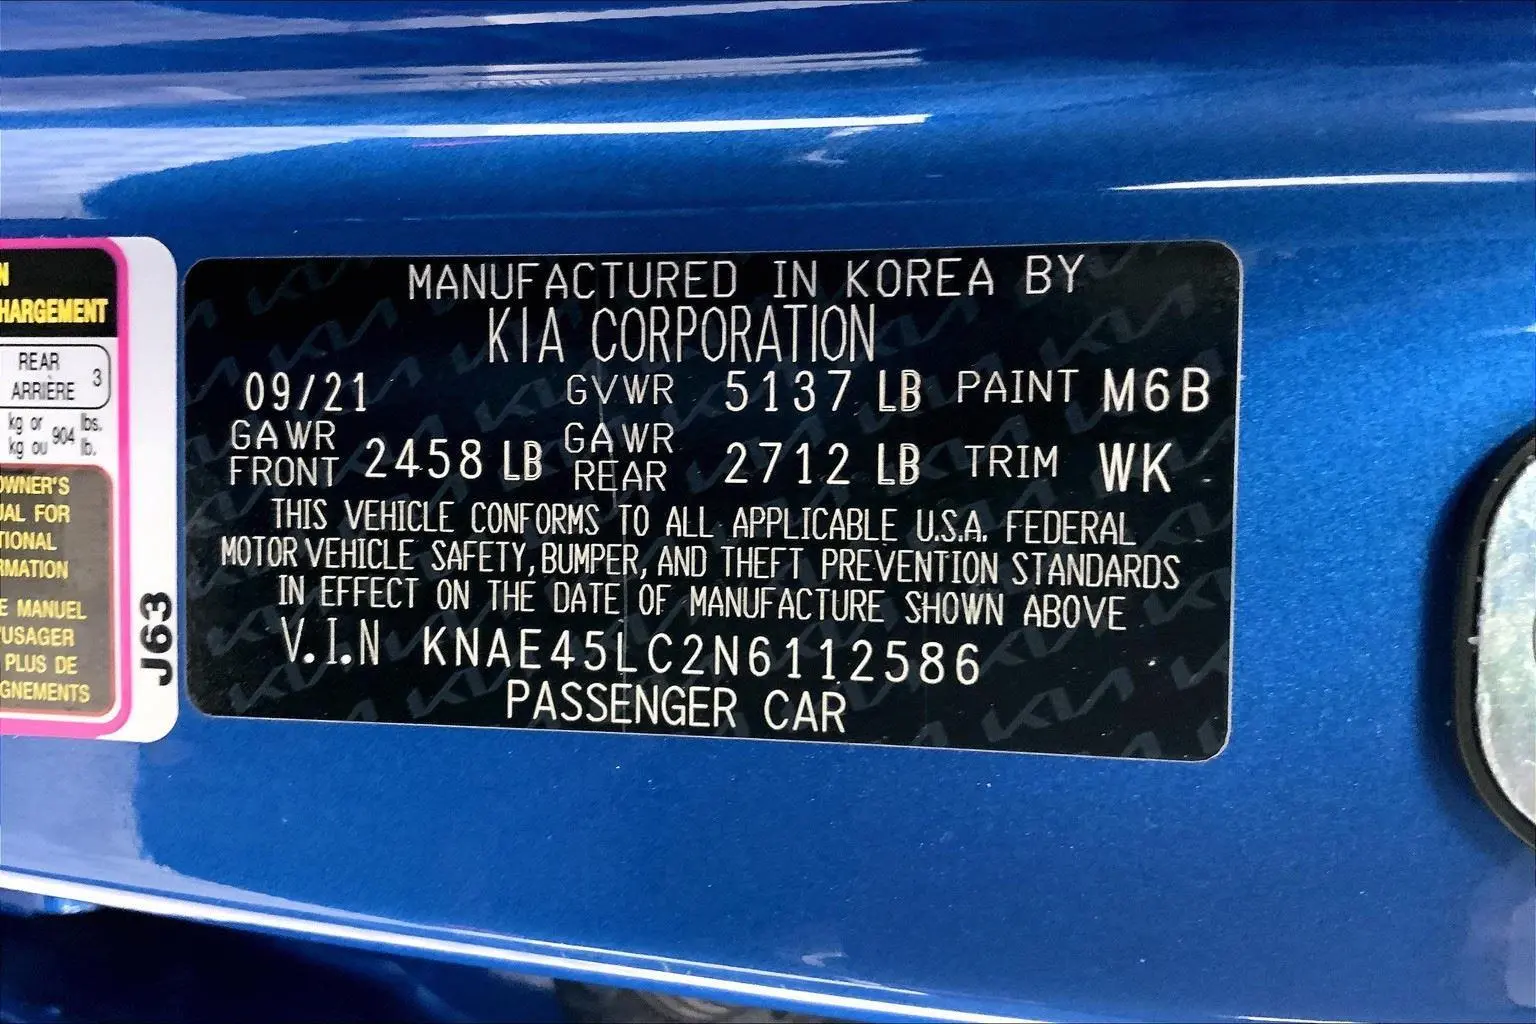 N
HARGEMENT
REAR
ARRIÈRE 3
kg or 904 lbs.
kg ou lb.
OWNER'S
UAL FOR
TIONAL
RMATION
E MANUEL
'USAGER
PLUS DE
GNEMENTS
J63
MANUFACTURED IN KOREA BY
KIA CORPORATION
09/21 GVWR 5137 LB PAINT M6B
GAWR FRONT 2458 LB GAWR REAR 2712 LB TRIM WK
THIS VEHICLE CONFORMS TO ALL APPLICABLE U.S.A. FEDERAL
MOTOR VEHICLE SAFETY, BUMPER, AND THEFT PREVENTION STANDARDS
IN EFFECT ON THE DATE OF MANUFACTURE SHOWN ABOVE
V.I.N KNAE45LC2N6112586
PASSENGER CAR